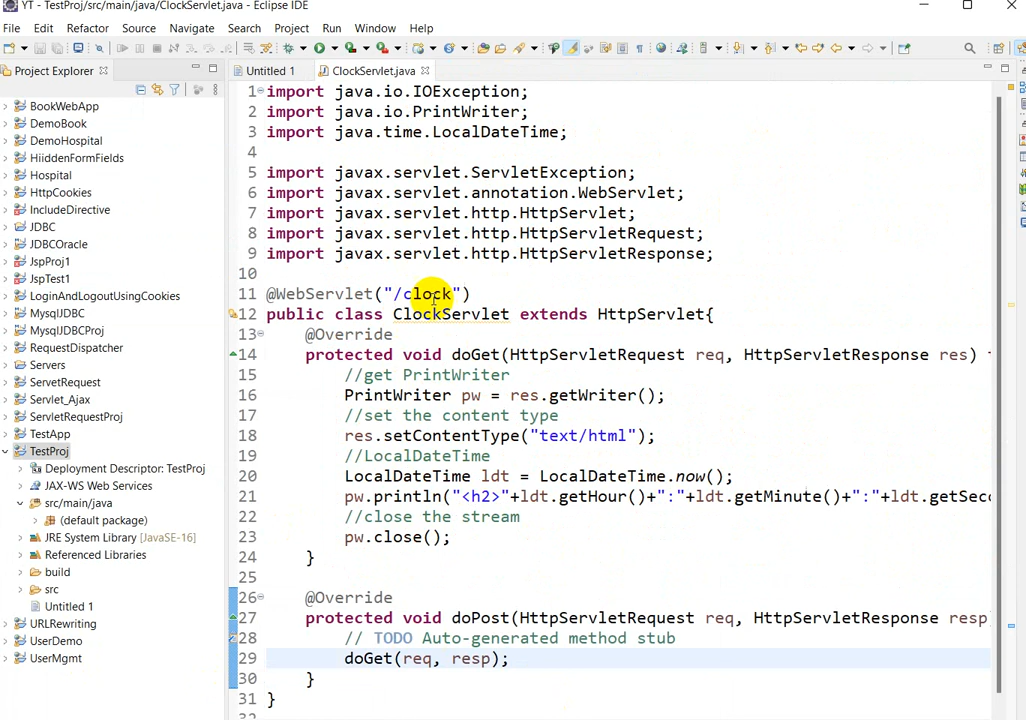 YT - TestProj/src/main/java/ClockServlet.java - Eclipse IDE
File Edit Refactor Source Navigate Search Project Run Window Help
Project Explorer
BookWebApp
DemoBook
DemoHospital
HiiddenFormFields
Hospital
HttpCookies
IncludeDirective
JDBC
JDBCOracle
JspProj1
JspTest1
LoginAndLogoutUsingCookies
MysqlJDBC
MysqlJDBCProj
RequestDispatcher
Servers
ServetRequest
Servlet_Ajax
ServletRequestProj
TestApp
TestProj
Deployment Descriptor: TestProj
JAX-WS Web Services
src/main/java
(default package)
JRE System Library [JavaSE-16]
Referenced Libraries
build
src
Untitled 1
URLRewriting
UserDemo
UserMgmt
Untitled 1 ClockServlet.java
1 import java.io.IOException;
2 import java.io.PrintWriter;
3 import java.time.LocalDateTime;
4
5 import javax.servlet.ServletException;
6 import javax.servlet.annotation.WebServlet;
7 import javax.servlet.http.HttpServlet;
8 import javax.servlet.http.HttpServletRequest;
9 import javax.servlet.http.HttpServletResponse;
10
11 @WebServlet("/clock")
12 public class ClockServlet extends HttpServlet{
13 @Override
14 protected void doGet(HttpServletRequest req, HttpServletResponse res)
15 //get PrintWriter
16 PrintWriter pw = res.getWriter();
17 //set the content type
18 res.setContentType("text/html");
19 //LocalDateTime
20 LocalDateTime ldt = LocalDateTime.now();
21 pw.println("<h2>"+ldt.getHour()+":"+ldt.getMinute()+":"+ldt.getSec
22 //close the stream
23 pw.close();
24 }
25
26 @Override
27 protected void doPost(HttpServletRequest req, HttpServletResponse resp
28 // TODO Auto-generated method stub
29 doGet(req, resp);
30 }
31 }